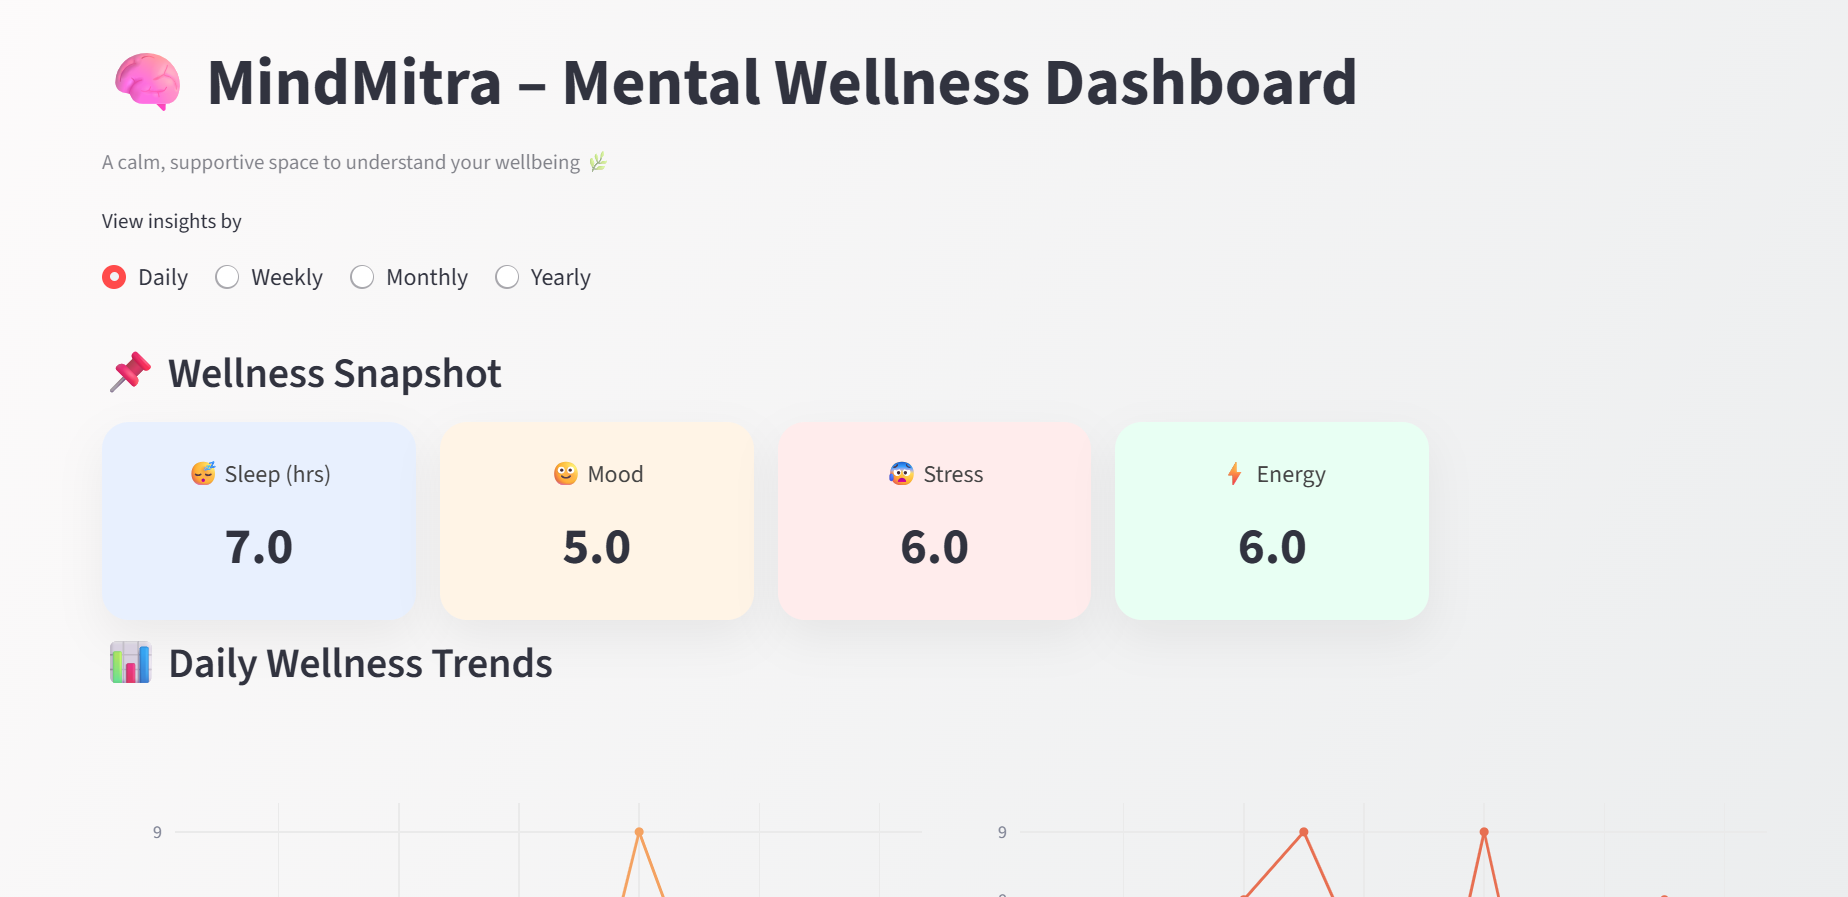 🧠 MindMitra – Mental Wellness Dashboard
A calm, supportive space to understand your wellbeing 🌿
View insights by
Daily Weekly Monthly Yearly
📌 Wellness Snapshot
😴 Sleep (hrs) 🙂 Mood 😰 Stress ⚡ Energy
7.0 5.0 6.0 6.0
📊 Daily Wellness Trends
9 9